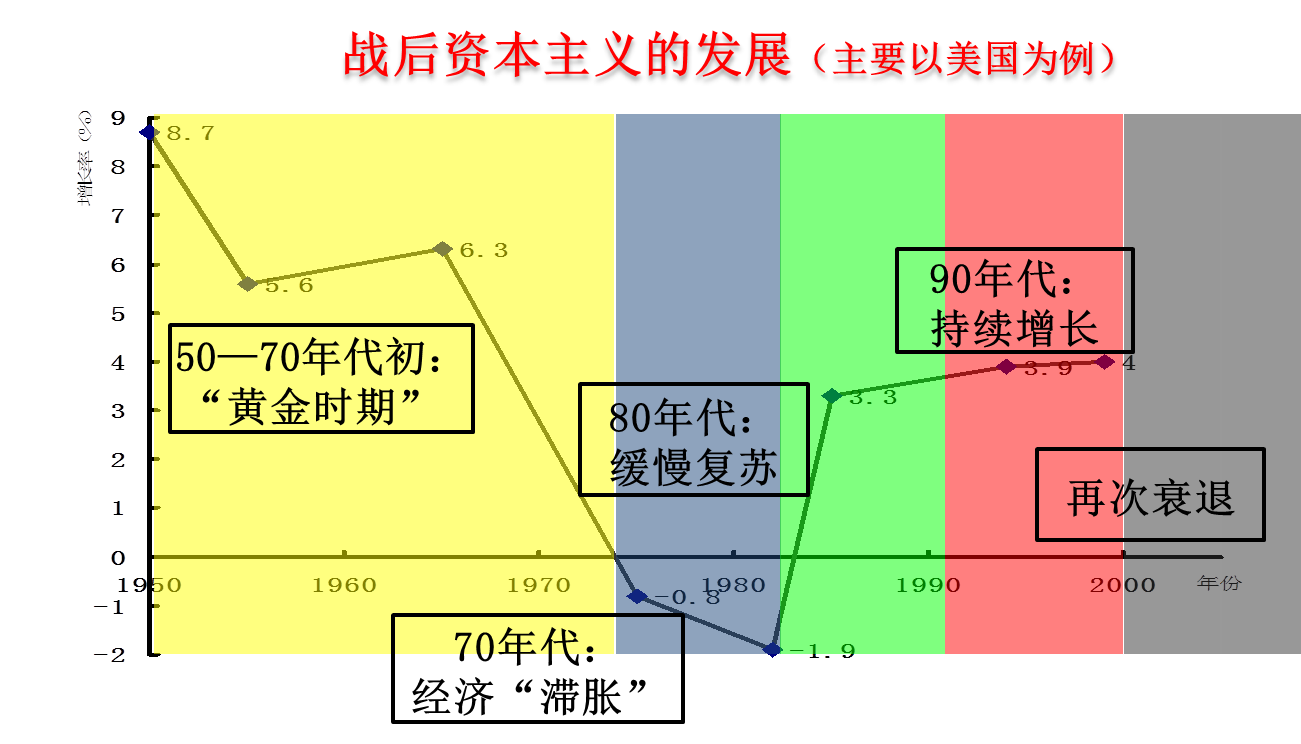 战后资本主义的发展（主要以美国为例）
增长率（%）
9
8.7
8
7
6
6.3
5.6
5
4
3
2
1
0
-1
-2
50—70年代初：
“黄金时期”
80年代：
缓慢复苏
90年代：
持续增长
3.9
4
3.3
再次衰退
1950
1960
1970
1980
1990
2000
年份
-0.8
-1.9
70年代：
经济“滞胀”